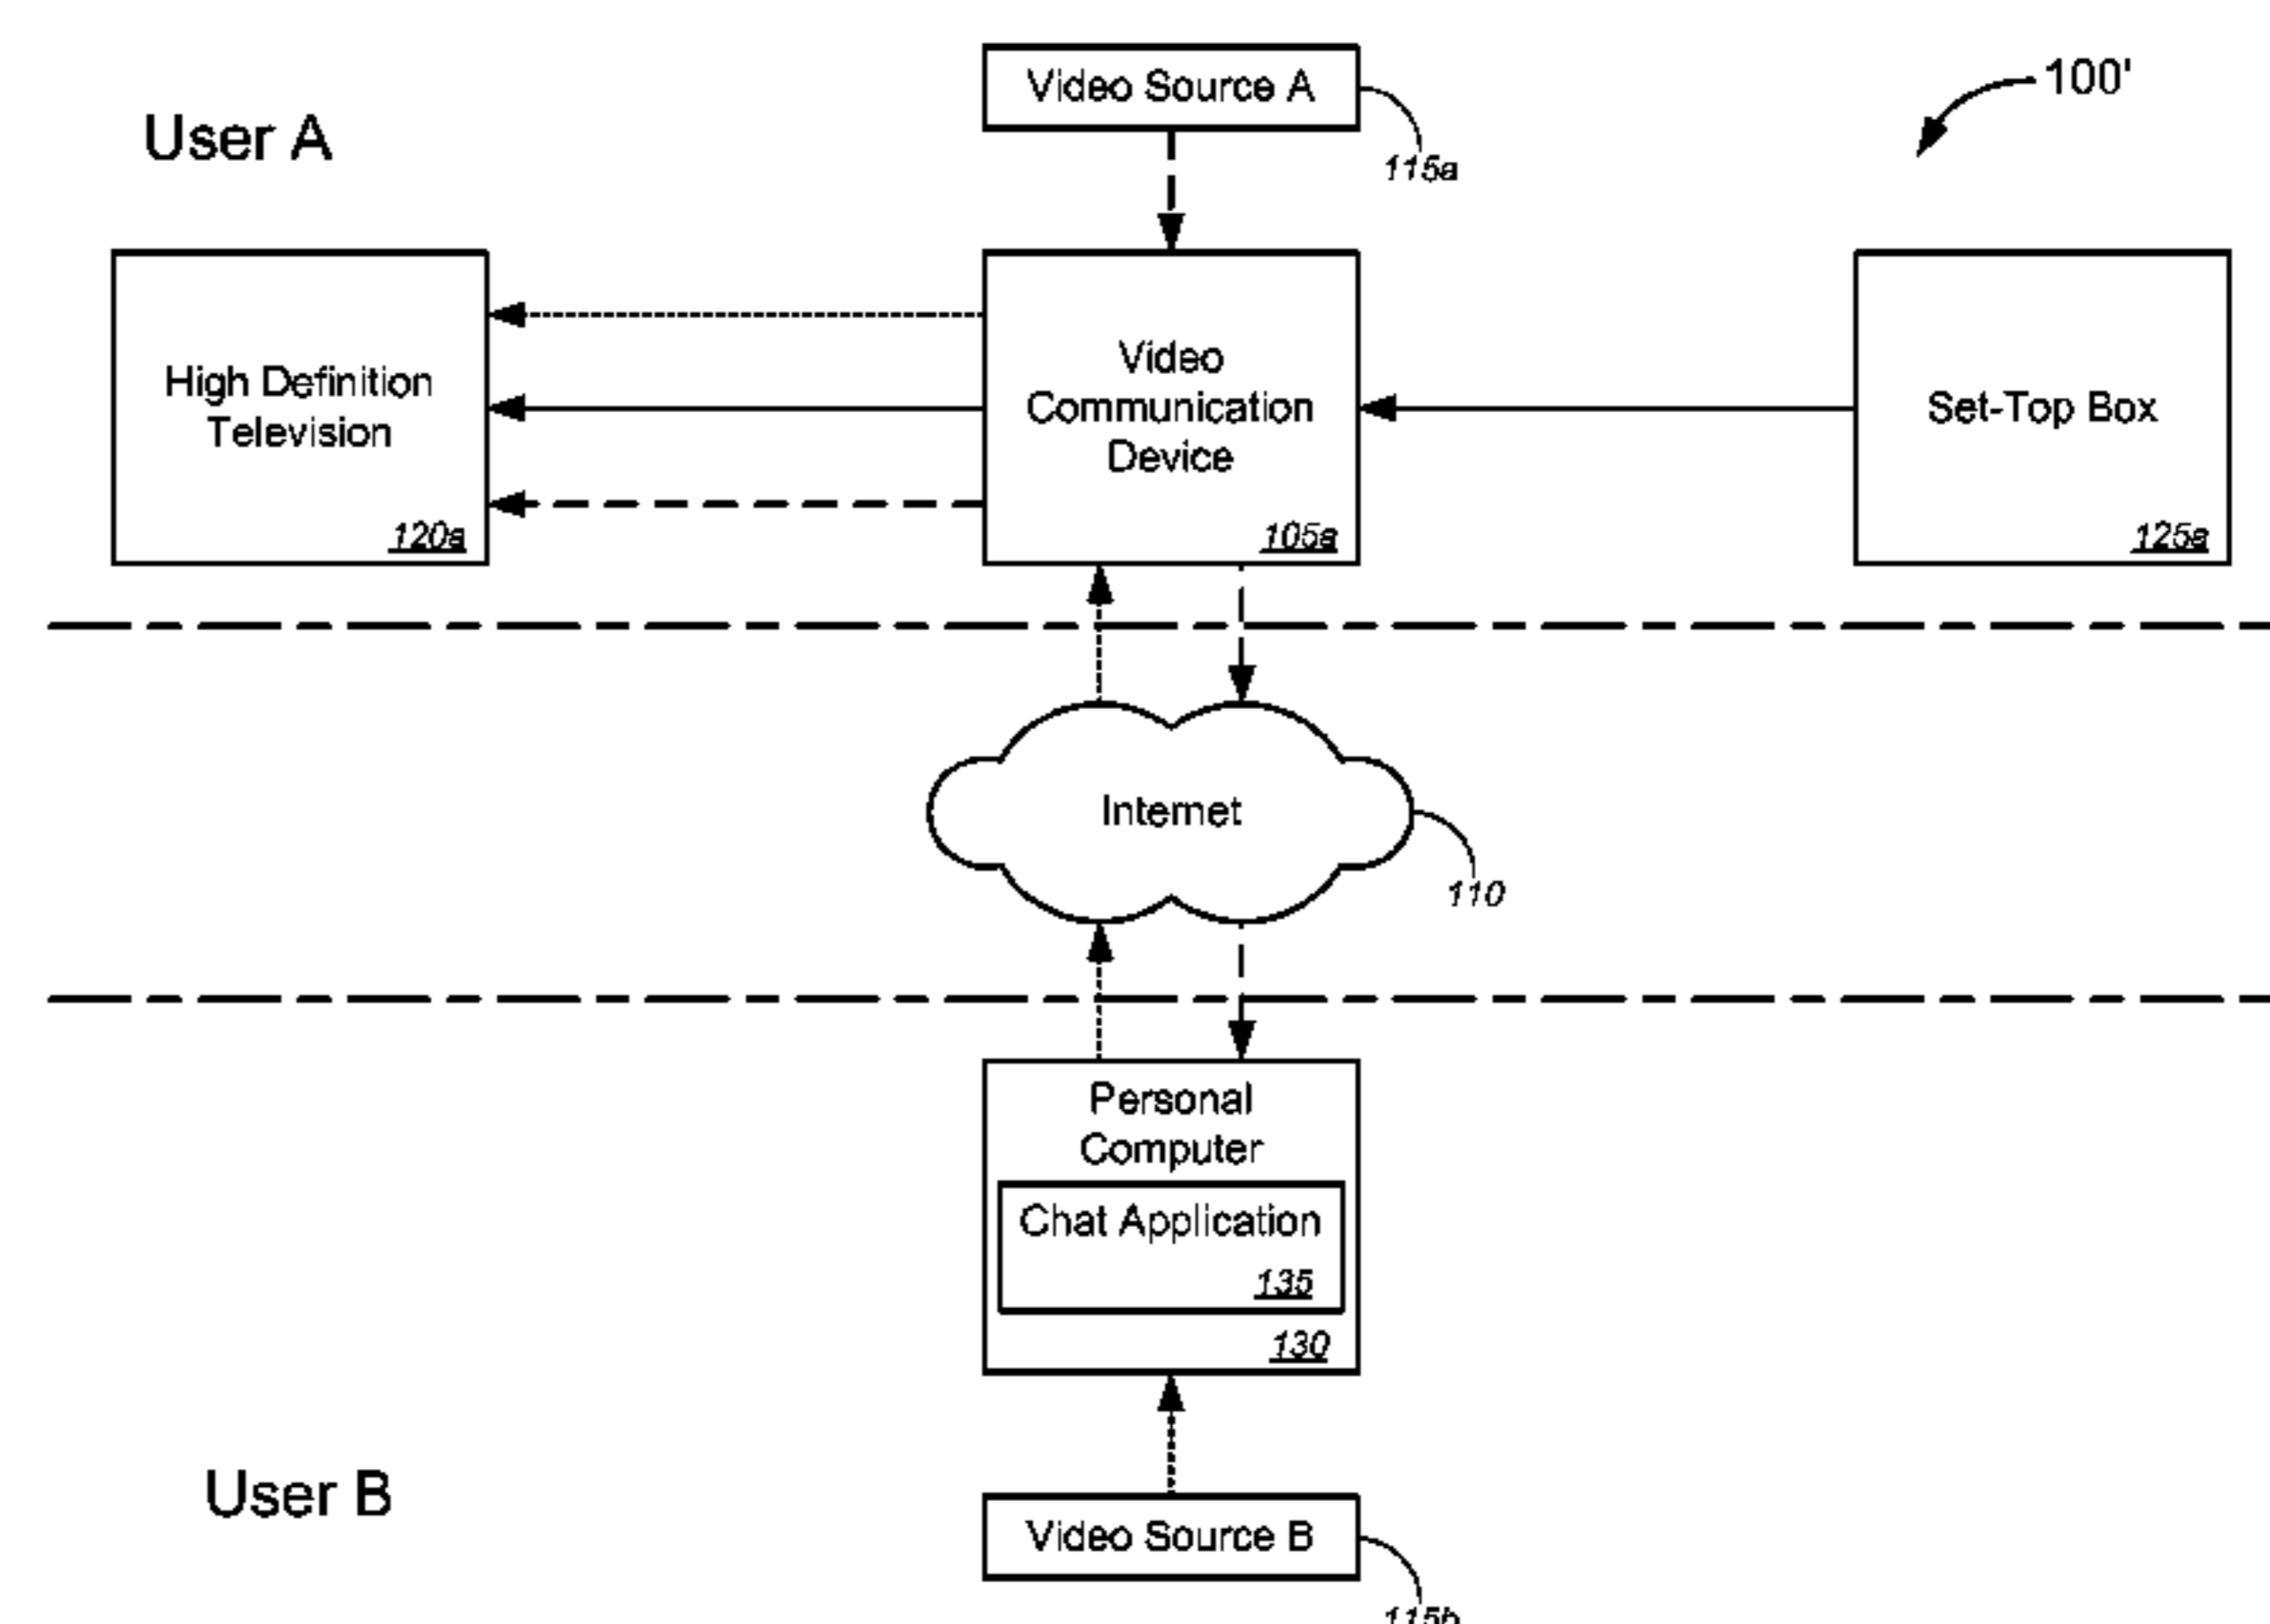 Video Source A
100'
User A
115a
High Definition
Television
120a
Video
Communication
Device
105a
Set-Top Box
125a
Internet
110
Personal
Computer
Chat Application
135
130
User B
Video Source B
115b